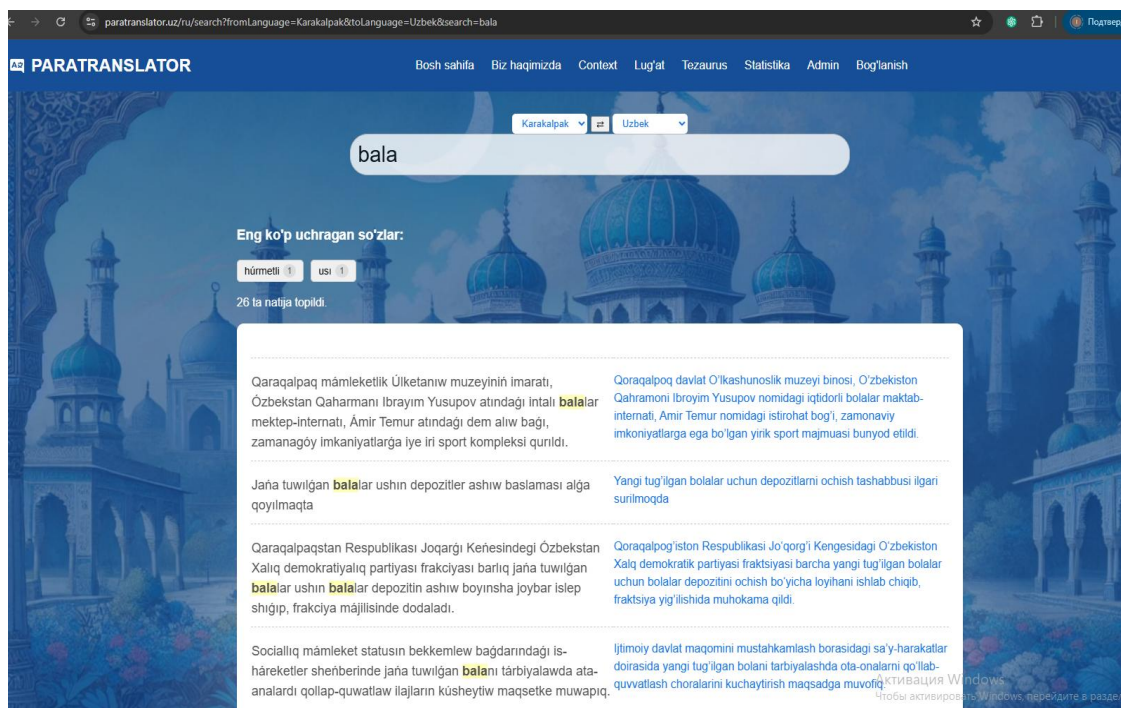 paratranslator.uz/ru/search?fromLanguage=Karakalpak&toLanguage=Uzbek&search=bala
Подтвер
PARATRANSLATOR
Bosh sahifa Biz haqimizda Context Lug'at Tezaurus Statistika Admin Bog'lanish
Karakalpak Uzbek
bala
Eng ko'p uchragan so'zlar:
húrmetli 1 usı 1
26 ta natija topildi.
Qaraqalpaq mámleketlik Úlketanıw muzeyiniń imaratı,
Ózbekstan Qaharmanı Ibrayım Yusupov atındaǵı intalı balalar
mektep-internatı, Ámir Temur atındaǵı dem alıw baǵı,
zamanagóy imkaniyatlarǵa iye iri sport kompleksi qurıldı.
Qoraqalpoq davlat O'lkashunoslik muzeyi binosi, O'zbekiston
Qahramoni Ibroyim Yusupov nomidagi iqtidorli bolalar maktab-
internati, Amir Temur nomidagi istirohat bog'i, zamonaviy
imkoniyatlarga ega bo'lgan yirik sport majmuasi bunyod etildi.
Jańa tuwılǵan balalar ushın depozitler ashıw baslaması alǵa
qoyılmaqta
Yangi tug'ilgan bolalar uchun depozitlarni ochish tashabbusi ilgari
surilmoqda
Qaraqalpaqstan Respublikası Joqarǵı Keńesindegi Ózbekstan
Xalıq demokratiyalıq partiyası frakciyası barlıq jańa tuwılǵan
balalar ushın balalar depozitin ashıw boyınsha joybar islep
shıǵıp, frakciya májilisinde dodaladı.
Qoraqalpog'iston Respublikasi Jo'qorg'i Kengesidagi O'zbekiston
Xalq demokratik partiyasi fraktsiyasi barcha yangi tug'ilgan bolalar
uchun bolalar depozitini ochish bo'yicha loyihani ishlab chiqib,
fraktsiya yig'ilishida muhokama qildi.
Sociallıq mámleket statusın bekkemlew baǵdarındaǵı is-
háreketler sheńberinde jańa tuwılǵan balanı tárbiyalawda ata-
analardı qollap-quwatlaw ilajların kúsheytiw maqsetke muwapıq.
Ijtimoiy davlat maqomini mustahkamlash borasidagi sa'y-harakatlar
doirasida yangi tug'ilgan bolani tarbiyalashda ota-onalarni qo'llab-
quvvatlash choralarini kuchaytirish maqsadga muvofiq.
Активация Windows
Чтобы активировать Windows, перейдите в разде